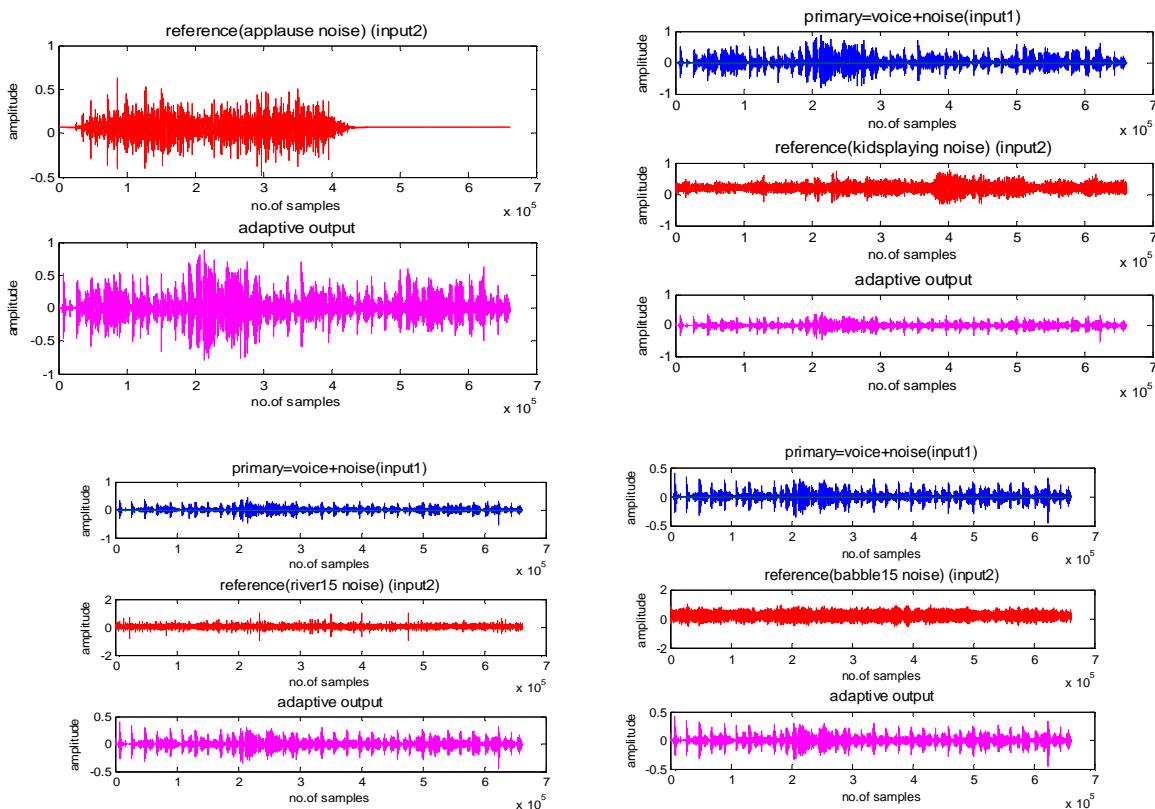 reference(applause noise) (input2)
1
0.5
0
-0.5
amplitude
0 1 2 3 4 5 6 7
no.of samples
x 10^5
adaptive output
1
0.5
0
-0.5
-1
amplitude
0 1 2 3 4 5 6 7
no.of samples
x 10^5
primary=voice+noise(input1)
1
0
-1
amplitude
0 1 2 3 4 5 6 7
no.of samples
x 10^5
reference(kidsplaying noise) (input2)
1
0
-1
amplitude
0 1 2 3 4 5 6 7
no.of samples
x 10^5
adaptive output
1
0
-1
amplitude
0 1 2 3 4 5 6 7
no.of samples
x 10^5
primary=voice+noise(input1)
1
0
-1
amplitude
0 1 2 3 4 5 6 7
no.of samples
x 10^5
reference(river15 noise) (input2)
2
0
-2
amplitude
0 1 2 3 4 5 6 7
no.of samples
x 10^5
adaptive output
0.5
0
-0.5
amplitude
0 1 2 3 4 5 6 7
no.of samples
x 10^5
primary=voice+noise(input1)
0.5
0
-0.5
amplitude
0 1 2 3 4 5 6 7
no.of samples
x 10^5
reference(babble15 noise) (input2)
2
0
-2
amplitude
0 1 2 3 4 5 6 7
no.of samples
x 10^5
adaptive output
0.5
0
-0.5
amplitude
0 1 2 3 4 5 6 7
no.of samples
x 10^5